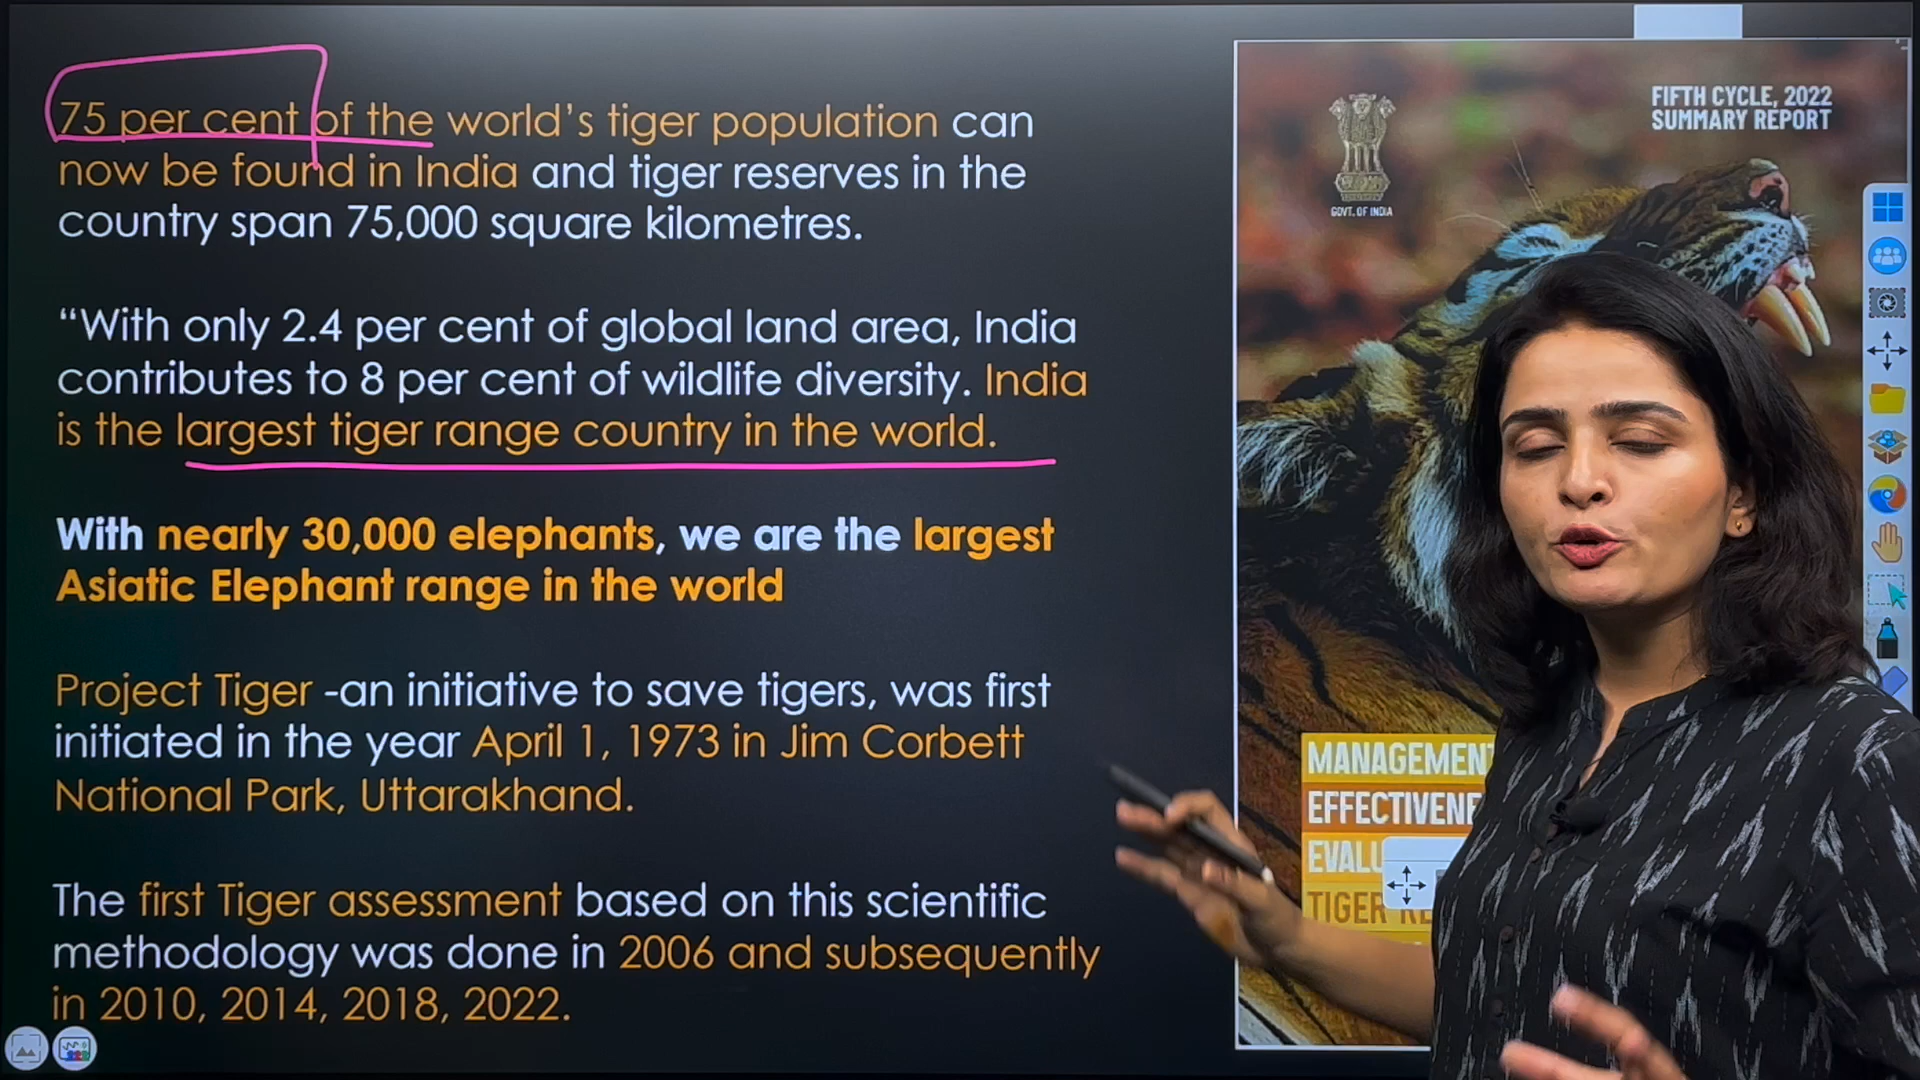 75 per cent of the world's tiger population can
now be found in India and tiger reserves in the
country span 75,000 square kilometres.
“With only 2.4 per cent of global land area, India
contributes to 8 per cent of wildlife diversity. India
is the largest tiger range country in the world.
With nearly 30,000 elephants, we are the largest
Asiatic Elephant range in the world
Project Tiger -an initiative to save tigers, was first
initiated in the year April 1, 1973 in Jim Corbett
National Park, Uttarakhand.
The first Tiger assessment based on this scientific
methodology was done in 2006 and subsequently
in 2010, 2014, 2018, 2022.
FIFTH CYCLE, 2022
SUMMARY REPORT
GOVT. OF INDIA
MANAGEMEN
EFFECTIVENE
EVALU
TIGER